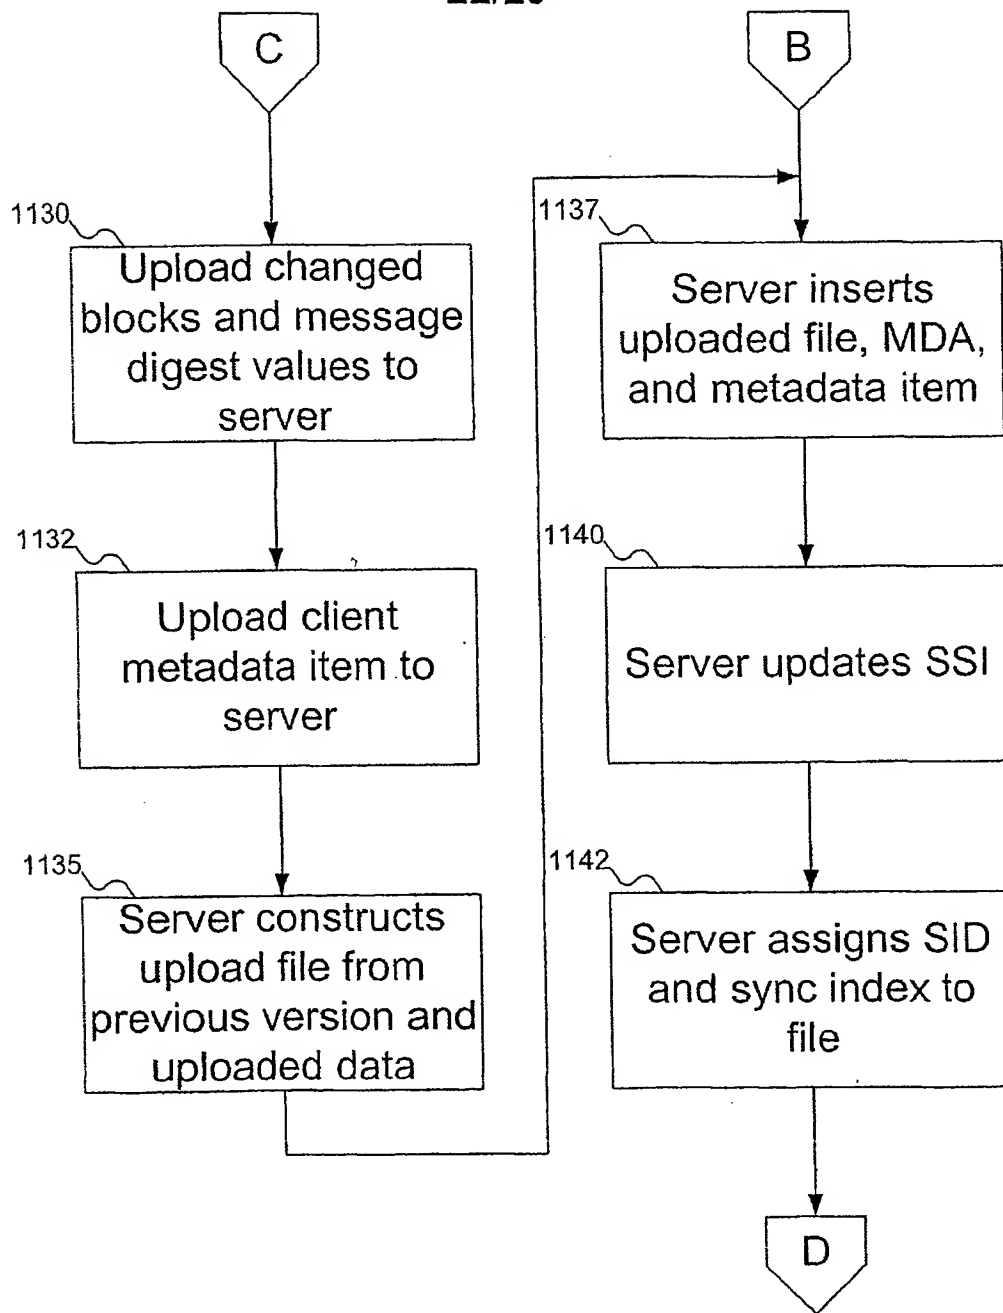 C
1130
Upload changed
blocks and message
digest values to
server
1132
Upload client
metadata item to
server
1135
Server constructs
upload file from
previous version and
uploaded data
B
1137
Server inserts
uploaded file, MDA,
and metadata item
1140
Server updates SSI
1142
Server assigns SID
and sync index to
file
D